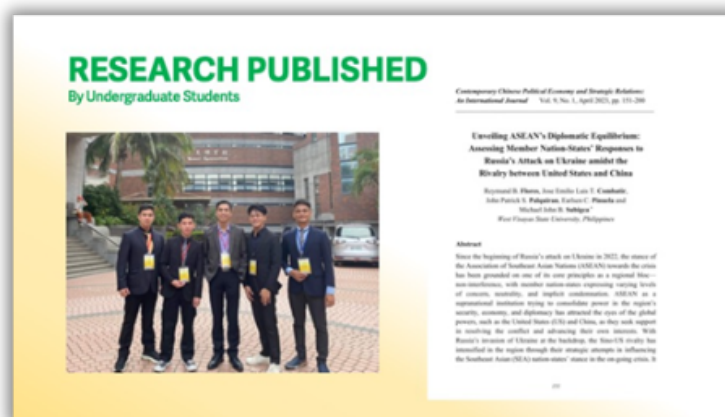 RESEARCH PUBLISHED
By Undergraduate Students
Contemporary Chinese Political Economy and Strategic Relations:
An International Journal Vol. 9, No. 1, April 2023, pp. 151-200
Unveiling ASEAN's Diplomatic Equilibrium:
Assessing Member Nation-States' Responses to
Russia's Attack on Ukraine amidst the
Rivalry between United States and China
Reymund B. Flores, Jose Emilio Luis T.
John Patrick S. Palquiran, C. Pinuela and
Michael John B.
West Visayas State University, Philippines
Abstract
Since the beginning of Russia's attack on Ukraine in 2022, the stance of
the Association of Southeast Asian Nations (ASEAN) towards the crisis
has been grounded on one of its core principles as a regional bloc—
non-interference, with member nation-states expressing varying levels
of concern, neutrality, and implicit condemnation. ASEAN as a
supranational institution trying to consolidate power in the region's
security, economy, and diplomacy has attracted the eyes of the global
powers, such as the United States (US) and China, as they seek support
in resolving the conflict and advancing their own interests. With
Russia's invasion of Ukraine at the backdrop, the Sino-US rivalry has
intensified in the region through their strategic attempts in influencing
the Southeast Asian (SEA) nation-states' stance in the on-going crisis. It